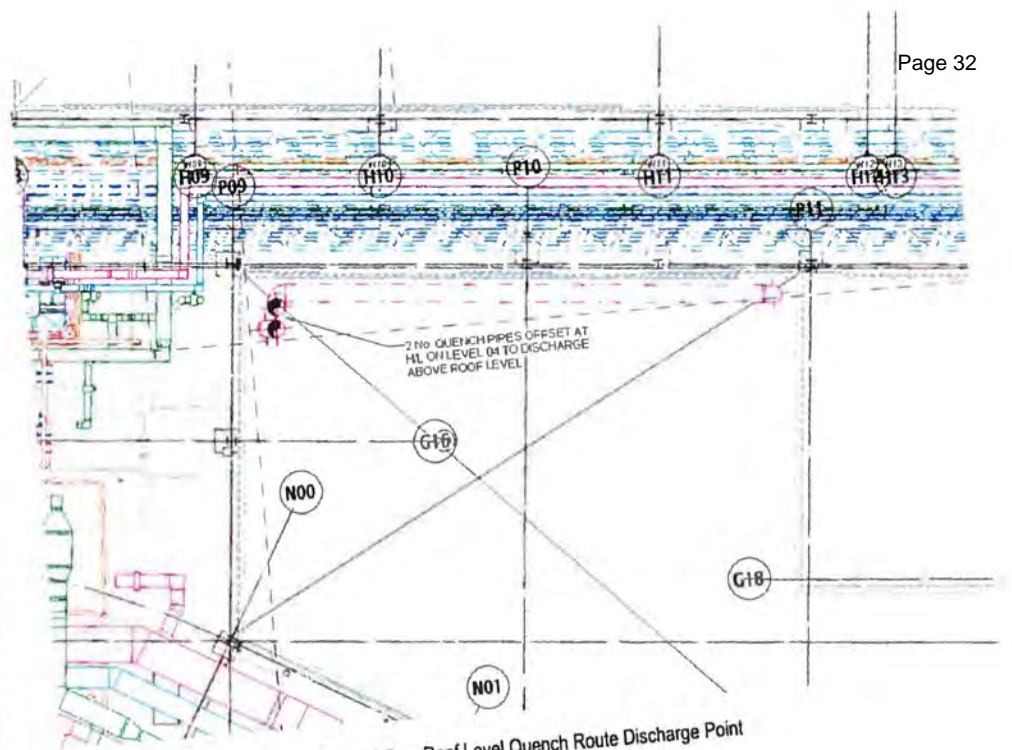 Page 32
H09
P09
H10
P10
H11
H13
P11
2 No QUENCH PIPES OFFSET AT
H/L ON LEVEL 04 TO DISCHARGE
ABOVE ROOF LEVEL
G16
N00
G18
N01
Roof Level Quench Route Discharge Point